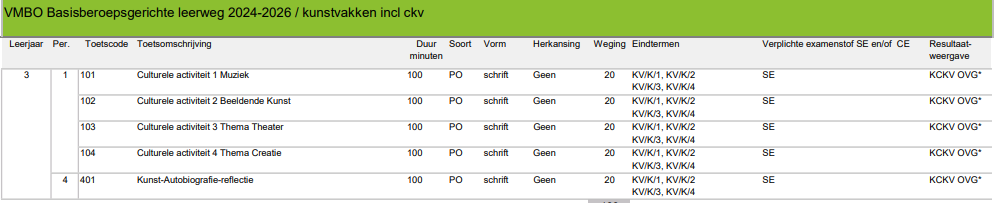 VMBO Basisberoepsgerichte leerweg 2024-2026 / kunstvakken incl ckv
Leerjaar Per. Toetscode Toetsomschrijving Duur minuten Soort Vorm Herkansing Weging Eindtermen Verplichte examenstof SE en/of CE Resultaat-weergave
3 1 101 Culturele activiteit 1 Muziek 100 PO schrift Geen 20 KV/K/1, KV/K/2 SE KCKV OVG*
KV/K/3, KV/K/4
102 Culturele activiteit 2 Beeldende Kunst 100 PO schrift Geen 20 KV/K/1, KV/K/2 SE KCKV OVG*
KV/K/3, KV/K/4
103 Culturele activiteit 3 Thema Theater 100 PO schrift Geen 20 KV/K/1, KV/K/2 SE KCKV OVG*
KV/K/3, KV/K/4
104 Culturele activiteit 4 Thema Creatie 100 PO schrift Geen 20 KV/K/1, KV/K/2 SE KCKV OVG*
KV/K/3, KV/K/4
4 401 Kunst-Autobiografie-reflectie 100 PO schrift Geen 20 KV/K/1, KV/K/2 SE KCKV OVG*
KV/K/3, KV/K/4